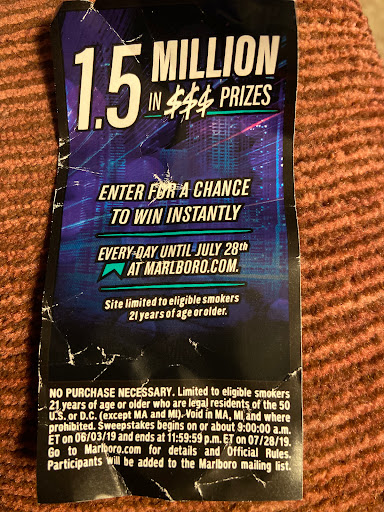 1.5 MILLION
IN $$$ PRIZES
ENTER FOR A CHANCE
TO WIN INSTANTLY
EVERY DAY UNTIL JULY 28th
AT MARLBORO.COM.
Site limited to eligible smokers
21 years of age or older.
NO PURCHASE NECESSARY. Limited to eligible smokers
21 years of age or older who are legal residents of the 50
U.S. or D.C. (except MA and MI). Void in MA, MI and where
prohibited. Sweepstakes begins on or about 9:00:00 a.m.
ET on 06/03/19 and ends at 11:59:59 p.m. ET on 07/28/19.
Go to Marlboro.com for details and Official Rules.
Participants will be added to the Marlboro mailing list.